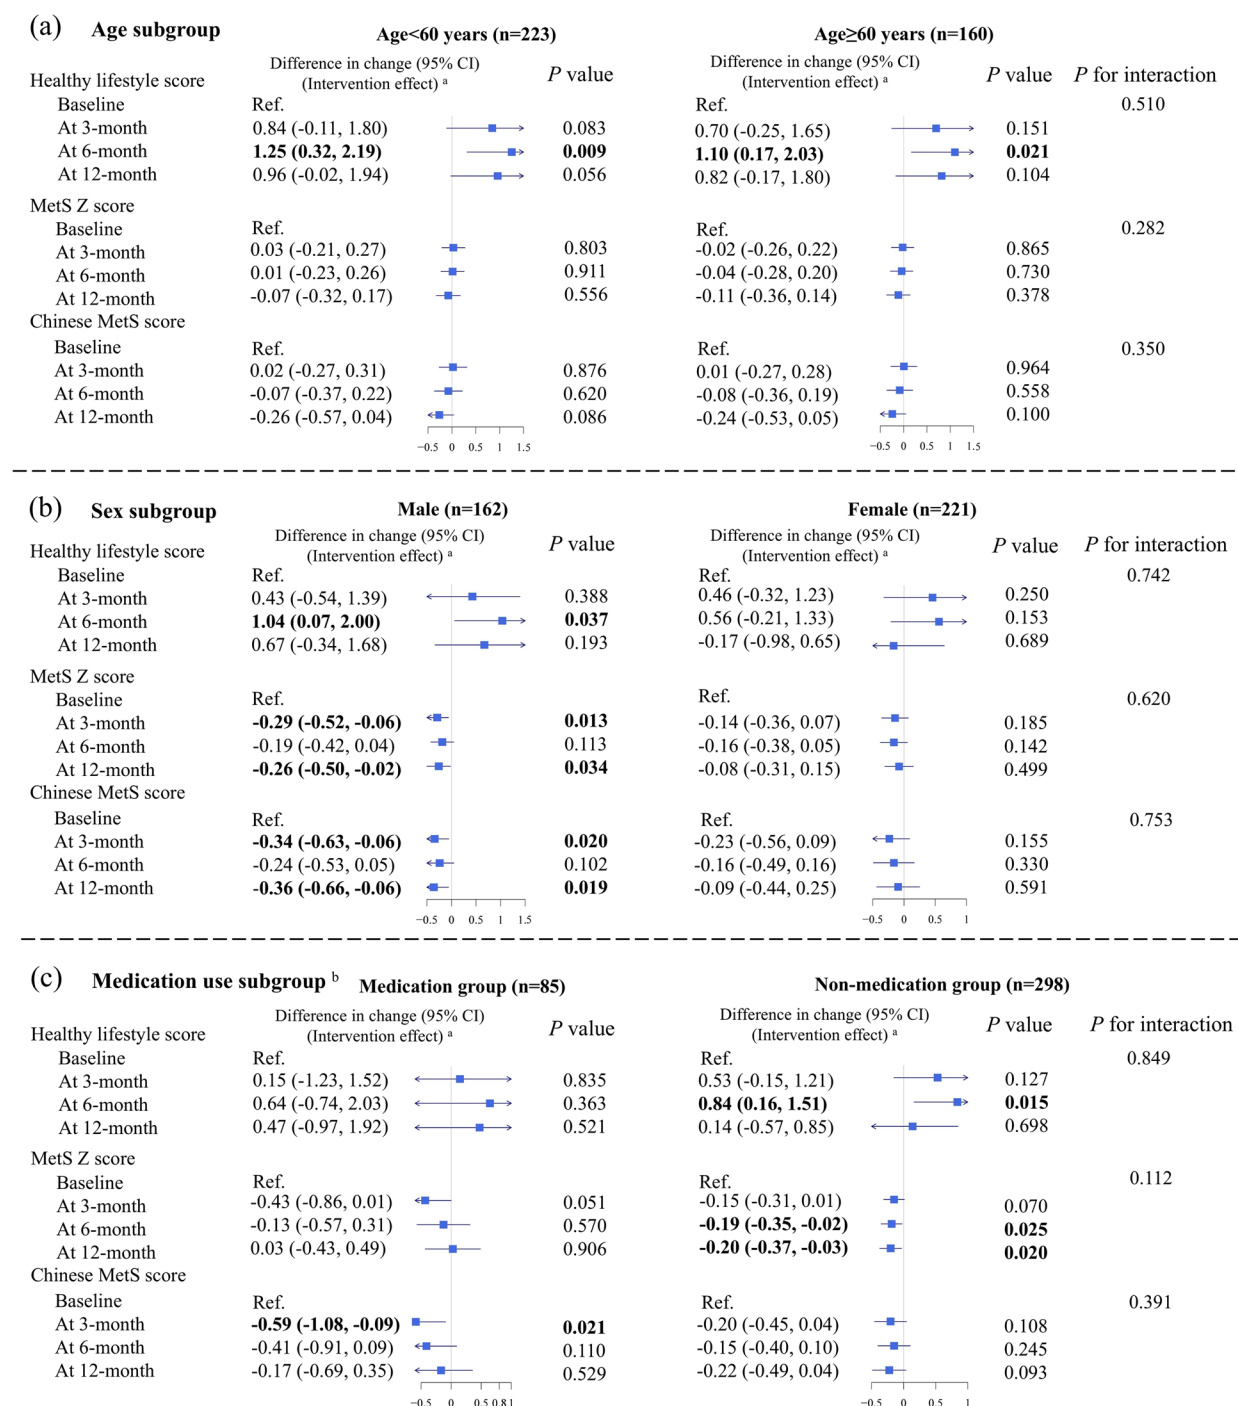 (a) Age subgroup Age<60 years (n=223) Age≥60 years (n=160)
Healthy lifestyle score Difference in change (95% CI) (Intervention effect) a P value Difference in change (95% CI) (Intervention effect) a P value P for interaction
Baseline Ref. Ref. 0.510
At 3-month 0.84 (-0.11, 1.80) 0.083 0.70 (-0.25, 1.65) 0.151
At 6-month 1.25 (0.32, 2.19) 0.009 1.10 (0.17, 2.03) 0.021
At 12-month 0.96 (-0.02, 1.94) 0.056 0.82 (-0.17, 1.80) 0.104
MetS Z score
Baseline Ref. Ref. 0.282
At 3-month 0.03 (-0.21, 0.27) 0.803 -0.02 (-0.26, 0.22) 0.865
At 6-month 0.01 (-0.23, 0.26) 0.911 -0.04 (-0.28, 0.20) 0.730
At 12-month -0.07 (-0.32, 0.17) 0.556 -0.11 (-0.36, 0.14) 0.378
Chinese MetS score
Baseline Ref. Ref. 0.350
At 3-month 0.02 (-0.27, 0.31) 0.876 0.01 (-0.27, 0.28) 0.964
At 6-month -0.07 (-0.37, 0.22) 0.620 -0.08 (-0.36, 0.19) 0.558
At 12-month -0.26 (-0.57, 0.04) 0.086 -0.24 (-0.53, 0.05) 0.100
-0.5 0 0.5 1 1.5 -0.5 0 0.5 1 1.5
(b) Sex subgroup Male (n=162) Female (n=221)
Healthy lifestyle score Difference in change (95% CI) (Intervention effect) a P value Difference in change (95% CI) (Intervention effect) a P value P for interaction
Baseline Ref. Ref. 0.742
At 3-month 0.43 (-0.54, 1.39) 0.388 0.46 (-0.32, 1.23) 0.250
At 6-month 1.04 (0.07, 2.00) 0.037 0.56 (-0.21, 1.33) 0.153
At 12-month 0.67 (-0.34, 1.68) 0.193 -0.17 (-0.98, 0.65) 0.689
MetS Z score
Baseline Ref. Ref. 0.620
At 3-month -0.29 (-0.52, -0.06) 0.013 -0.14 (-0.36, 0.07) 0.185
At 6-month -0.19 (-0.42, 0.04) 0.113 -0.16 (-0.38, 0.05) 0.142
At 12-month -0.26 (-0.50, -0.02) 0.034 -0.08 (-0.31, 0.15) 0.499
Chinese MetS score
Baseline Ref. Ref. 0.753
At 3-month -0.34 (-0.63, -0.06) 0.020 -0.23 (-0.56, 0.09) 0.155
At 6-month -0.24 (-0.53, 0.05) 0.102 -0.16 (-0.49, 0.16) 0.330
At 12-month -0.36 (-0.66, -0.06) 0.019 -0.09 (-0.44, 0.25) 0.591
-0.5 0 0.5 1 1.5 -0.5 0 0.5 1
(c) Medication use subgroup b Medication group (n=85) Non-medication group (n=298)
Healthy lifestyle score Difference in change (95% CI) (Intervention effect) a P value Difference in change (95% CI) (Intervention effect) a P value P for interaction
Baseline Ref. Ref. 0.849
At 3-month 0.15 (-1.23, 1.52) 0.835 0.53 (-0.15, 1.21) 0.127
At 6-month 0.64 (-0.74, 2.03) 0.363 0.84 (0.16, 1.51) 0.015
At 12-month 0.47 (-0.97, 1.92) 0.521 0.14 (-0.57, 0.85) 0.698
MetS Z score
Baseline Ref. Ref. 0.112
At 3-month -0.43 (-0.86, 0.01) 0.051 -0.15 (-0.31, 0.01) 0.070
At 6-month -0.13 (-0.57, 0.31) 0.570 -0.19 (-0.35, -0.02) 0.025
At 12-month 0.03 (-0.43, 0.49) 0.906 -0.20 (-0.37, -0.03) 0.020
Chinese MetS score
Baseline Ref. Ref. 0.391
At 3-month -0.59 (-1.08, -0.09) 0.021 -0.20 (-0.45, 0.04) 0.108
At 6-month -0.41 (-0.91, 0.09) 0.110 -0.15 (-0.40, 0.10) 0.245
At 12-month -0.17 (-0.69, 0.35) 0.529 -0.22 (-0.49, 0.04) 0.093
-0.5 0 0.5 0.8 1 -0.5 0 0.5 1